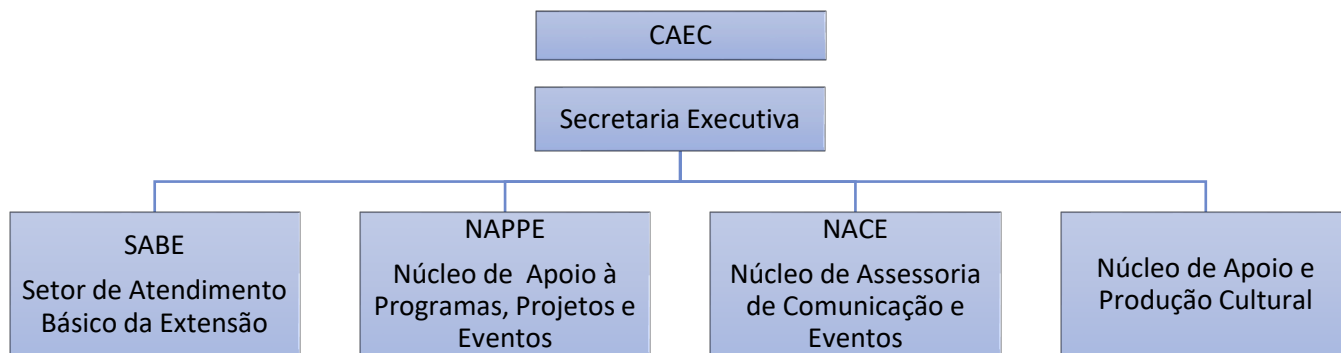 CAEC
Secretaria Executiva
SABE
Setor de Atendimento
Básico da Extensão
NAPPE
Núcleo de Apoio à
Programas, Projetos e
Eventos
NACE
Núcleo de Assessoria
de Comunicação e
Eventos
Núcleo de Apoio e
Produção Cultural